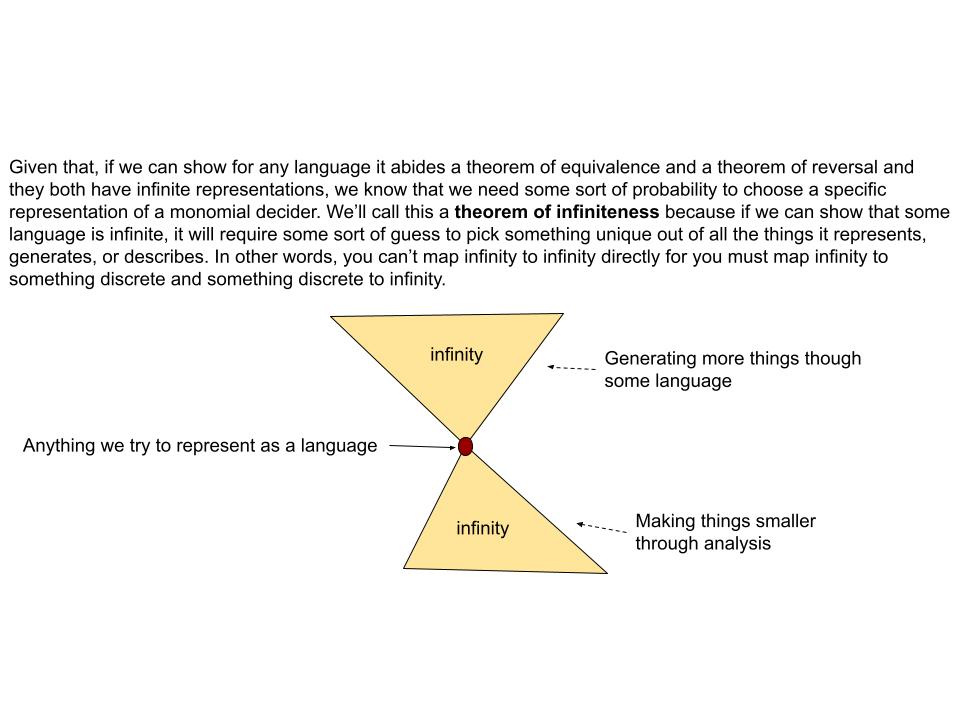 Given that, if we can show for any language it abides a theorem of equivalence and a theorem of reversal and
they both have infinite representations, we know that we need some sort of probability to choose a specific
representation of a monomial decider. We’ll call this a theorem of infiniteness because if we can show that some
language is infinite, it will require some sort of guess to pick something unique out of all the things it represents,
generates, or describes. In other words, you can’t map infinity to infinity directly for you must map infinity to
something discrete and something discrete to infinity.
infinity
Generating more things though
some language
Anything we try to represent as a language
infinity
Making things smaller
through analysis